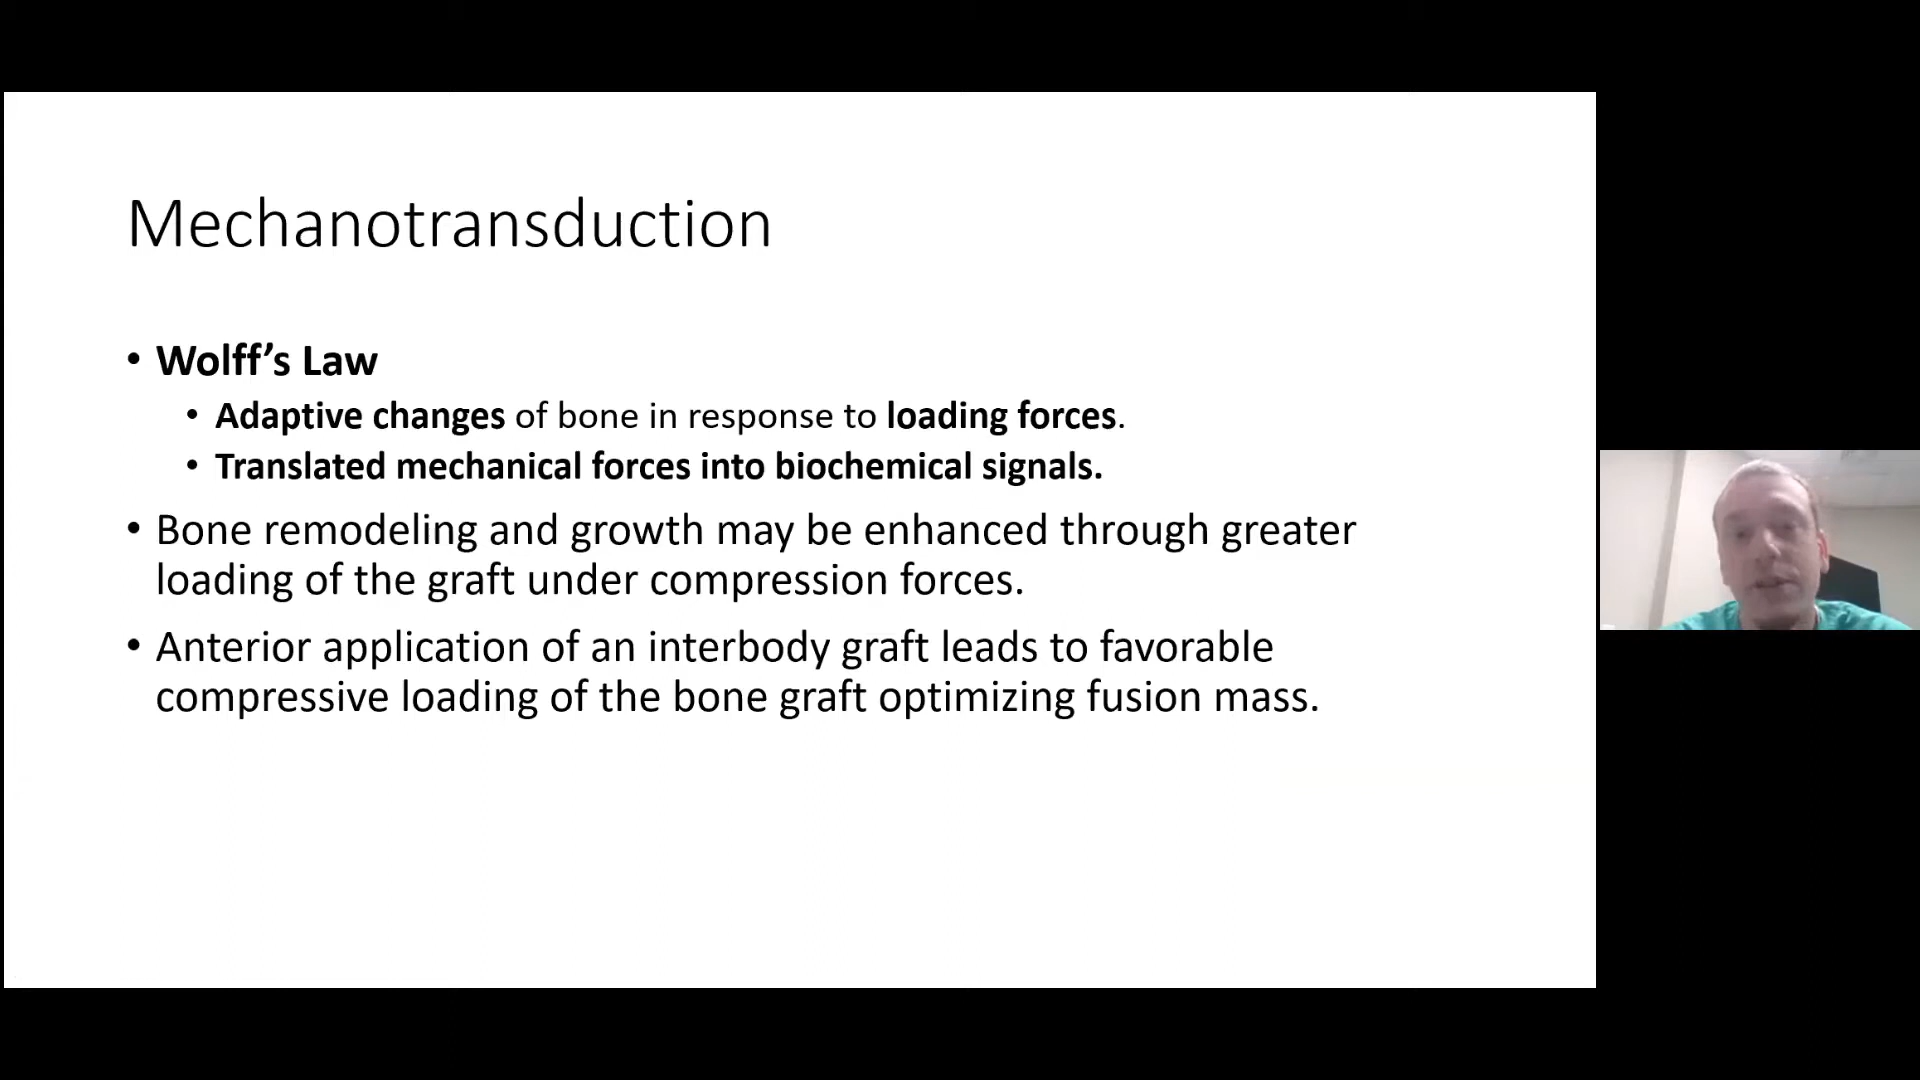 Mechanotransduction
• Wolff’s Law
• Adaptive changes of bone in response to loading forces.
• Translated mechanical forces into biochemical signals.
• Bone remodeling and growth may be enhanced through greater
loading of the graft under compression forces.
• Anterior application of an interbody graft leads to favorable
compressive loading of the bone graft optimizing fusion mass.